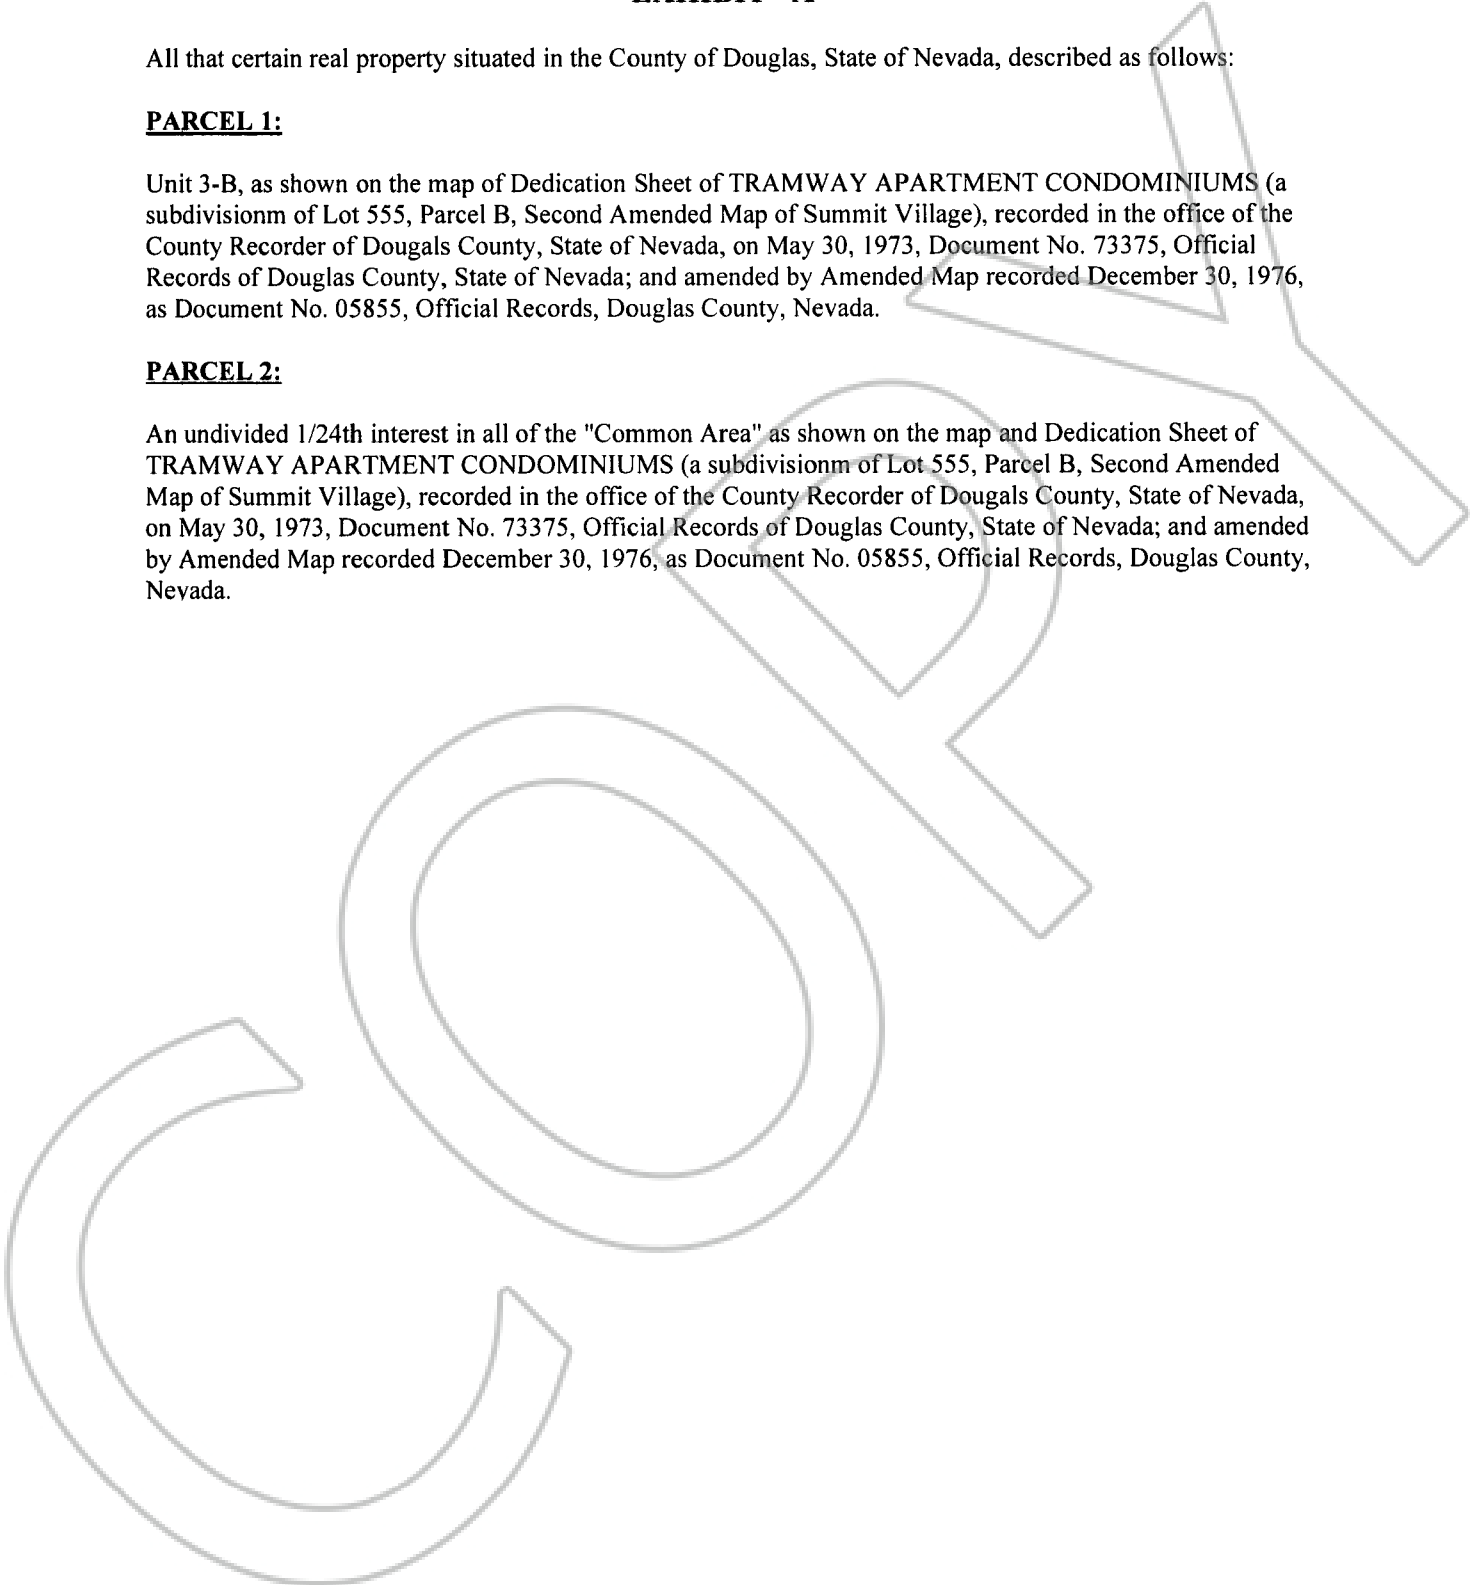 All that certain real property situated in the County of Douglas, State of Nevada, described as follows:
PARCEL 1:
Unit 3-B, as shown on the map of Dedication Sheet of TRAMWAY APARTMENT CONDOMINIUMS (a
subdivisionm of Lot 555, Parcel B, Second Amended Map of Summit Village), recorded in the office of the
County Recorder of Dougals County, State of Nevada, on May 30, 1973, Document No. 73375, Official
Records of Douglas County, State of Nevada; and amended by Amended Map recorded December 30, 1976,
as Document No. 05855, Official Records, Douglas County, Nevada.
PARCEL 2:
An undivided 1/24th interest in all of the "Common Area" as shown on the map and Dedication Sheet of
TRAMWAY APARTMENT CONDOMINIUMS (a subdivisionm of Lot 555, Parcel B, Second Amended
Map of Summit Village), recorded in the office of the County Recorder of Dougals County, State of Nevada,
on May 30, 1973, Document No. 73375, Official Records of Douglas County, State of Nevada; and amended
by Amended Map recorded December 30, 1976, as Document No. 05855, Official Records, Douglas County,
Nevada.
COPY